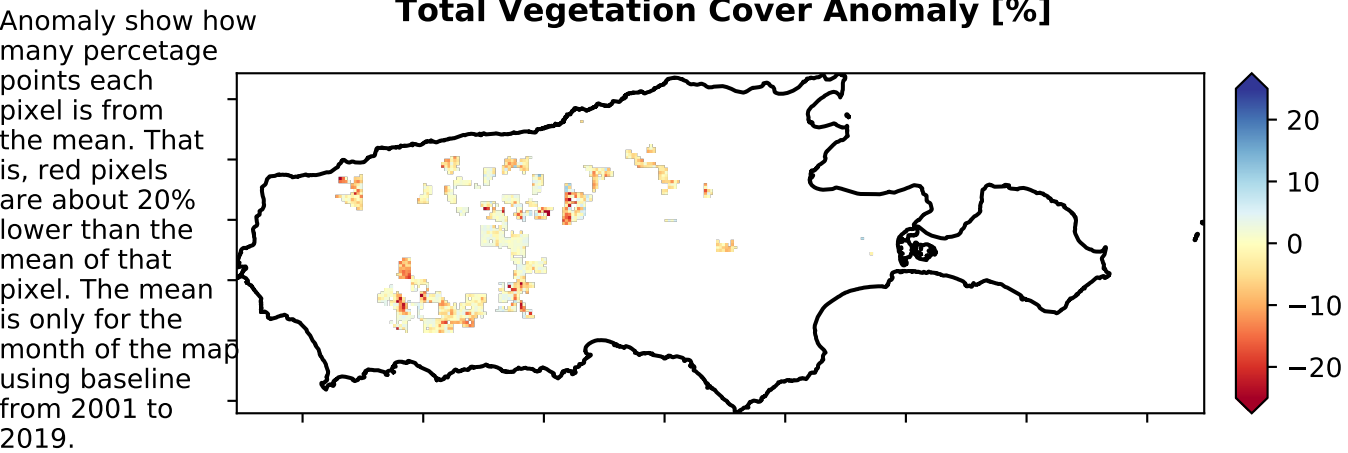 Total Vegetation Cover Anomaly [%]
Anomaly show how
many percetage
points each
pixel is from
the mean. That
is, red pixels
are about 20%
lower than the
mean of that
pixel. The mean
is only for the
month of the map
using baseline
from 2001 to
2019.
20
10
0
−10
−20